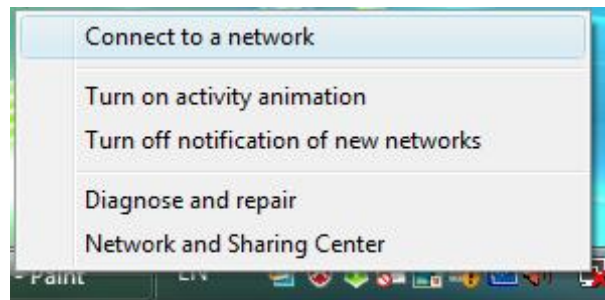 Connect to a network
Turn on activity animation
Turn off notification of new networks
Diagnose and repair
Network and Sharing Center
- Paint
EN